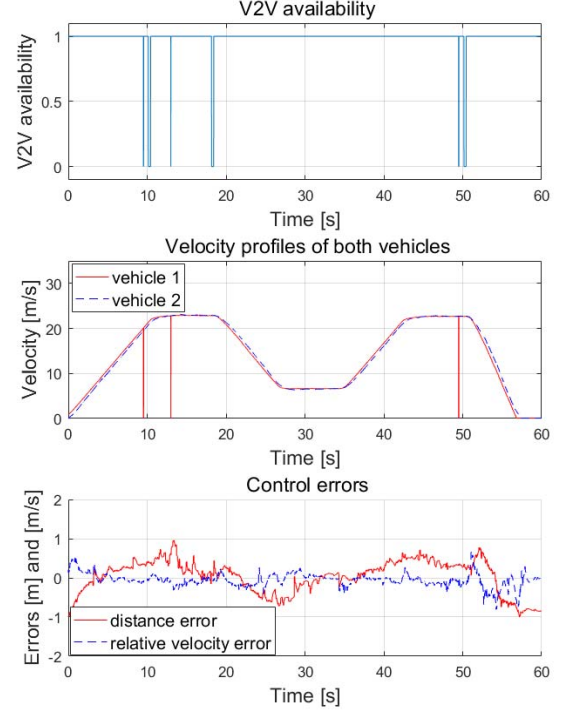 V2V availability
V2V availability
1
0.5
0
0 10 20 30 40 50 60
Time [s]
Velocity profiles of both vehicles
Velocity [m/s]
30
20
10
0
vehicle 1
vehicle 2
0 10 20 30 40 50 60
Time [s]
Control errors
Errors [m] and [m/s]
2
1
0
-1
-2
distance error
relative velocity error
0 10 20 30 40 50 60
Time [s]